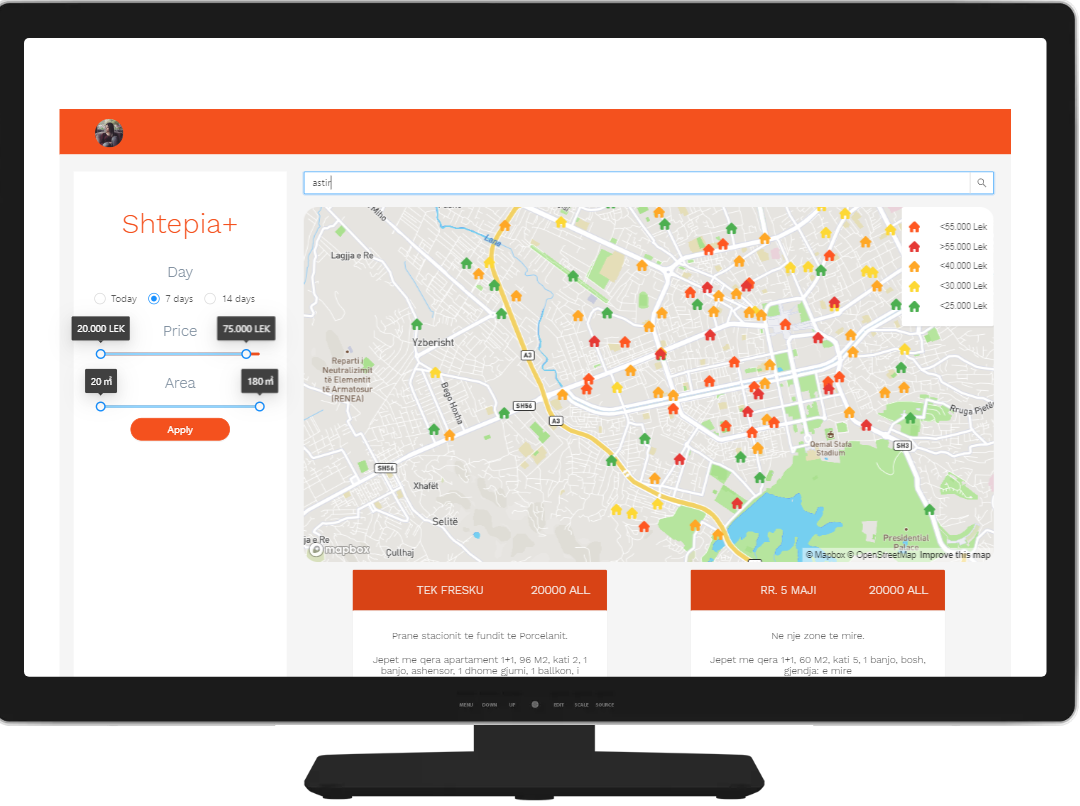 astir
Shtepia+
Day
Today
7 days
14 days
20.000 LEK
Price
75.000 LEK
20 m²
Area
180 m²
Apply
Lana
Lagjja e Re
<55.000 Lek
>55.000 Lek
<40.000 Lek
<30.000 Lek
<25.000 Lek
Yzberisht
A3
Reparti i
Neutralizimit
të Elementit
të Armatosur
(RENEA)
Bego Hoxha
SH56
A3
Rruga Pjetë
Qemal Stafa
Stadium
SH3
SH56
Xhafët
Selitë
Presidential
Palace
ja e Re
mapbox
Çullhaj
© Mapbox © OpenStreetMap Improve this map
TEK FRESKU
20000 ALL
Prane stacionit te fundit te Porcelanit.
Jepet me qera apartament 1+1, 96 M2, kati 2, 1
banjo, ashensor, 1 dhome gjumi, 1 ballkon, i
RR. 5 MAJI
20000 ALL
Ne nje zone te mire.
Jepet me qera 1+1, 60 M2, kati 5, 1 banjo, bosh,
gjendja: e mire
MENU
DOWN
UP
EXIT
SCALE
SOURCE